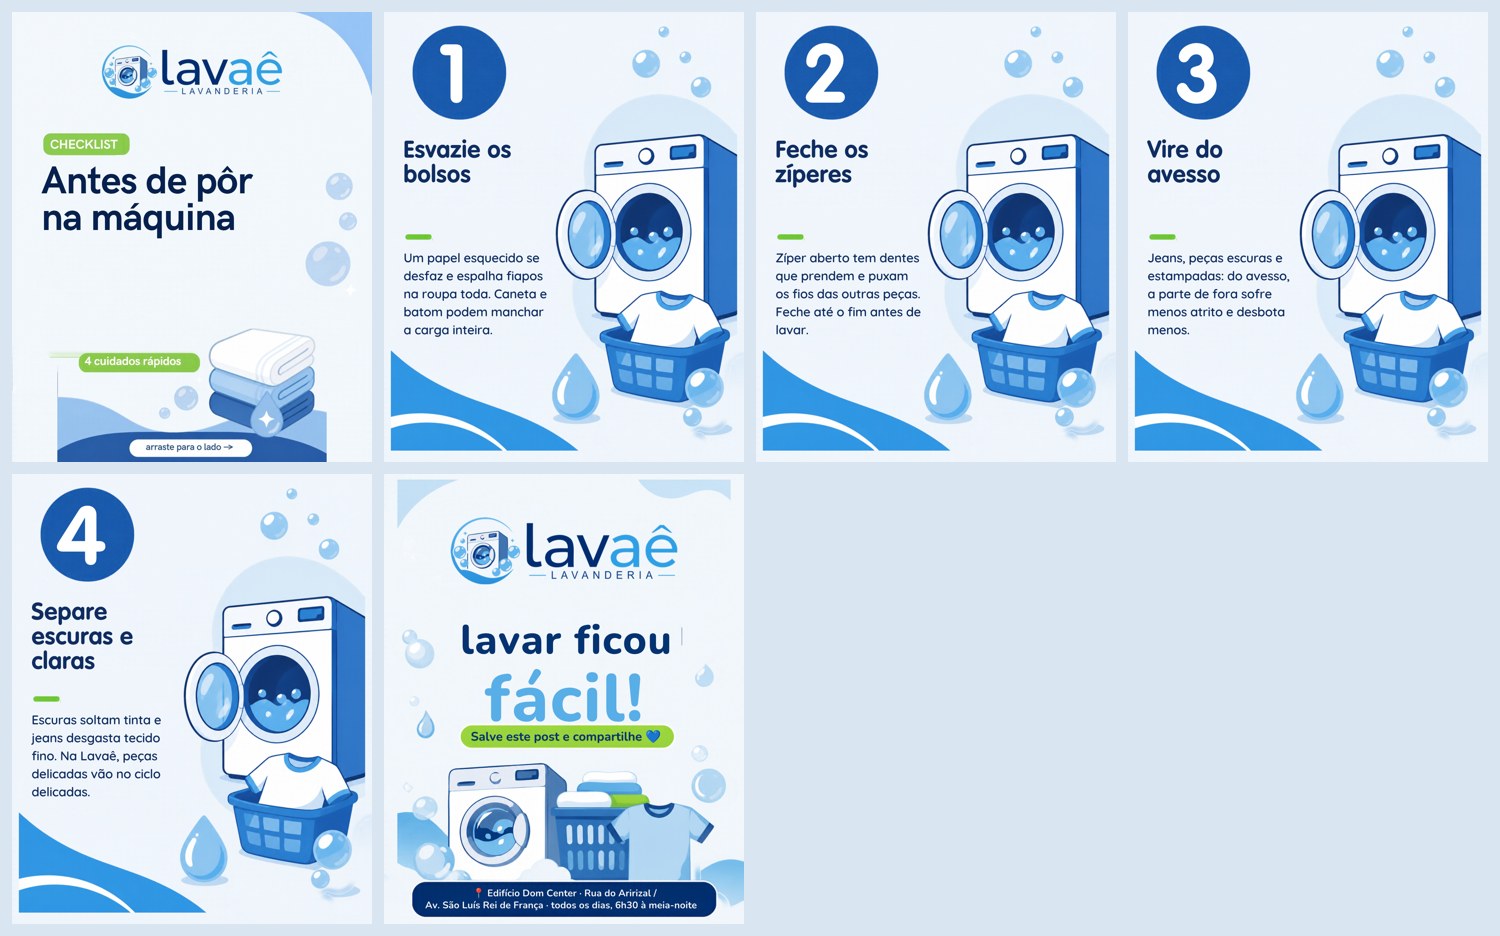 lavaê
LAVANDERIA
CHECKLIST
Antes de pôr
na máquina
4 cuidados rápidos
arraste para o lado →
1
Esvazie os
bolsos
Um papel esquecido se
desfaz e espalha fiapos
na roupa toda. Caneta e
batom podem manchar
a carga inteira.
2
Feche os
zíperes
Zíper aberto tem dentes
que prendem e puxam
os fios das outras peças.
Feche até o fim antes de
lavar.
3
Vire do
avesso
Jeans, peças escuras e
estampadas: do avesso,
a parte de fora sofre
menos atrito e desbota
menos.
4
Separe
escuras e
claras
Escuras soltam tinta e
jeans desgasta tecido
fino. Na Lavaê, peças
delicadas vão no ciclo
delicadas.
lavaê
LAVANDERIA
lavar ficou
fácil!
Salve este post e compartilhe 💙
📍 Edifício Dom Center · Rua do Aririzal /
Av. São Luís Rei de França · todos os dias, 6h30 à meia-noite